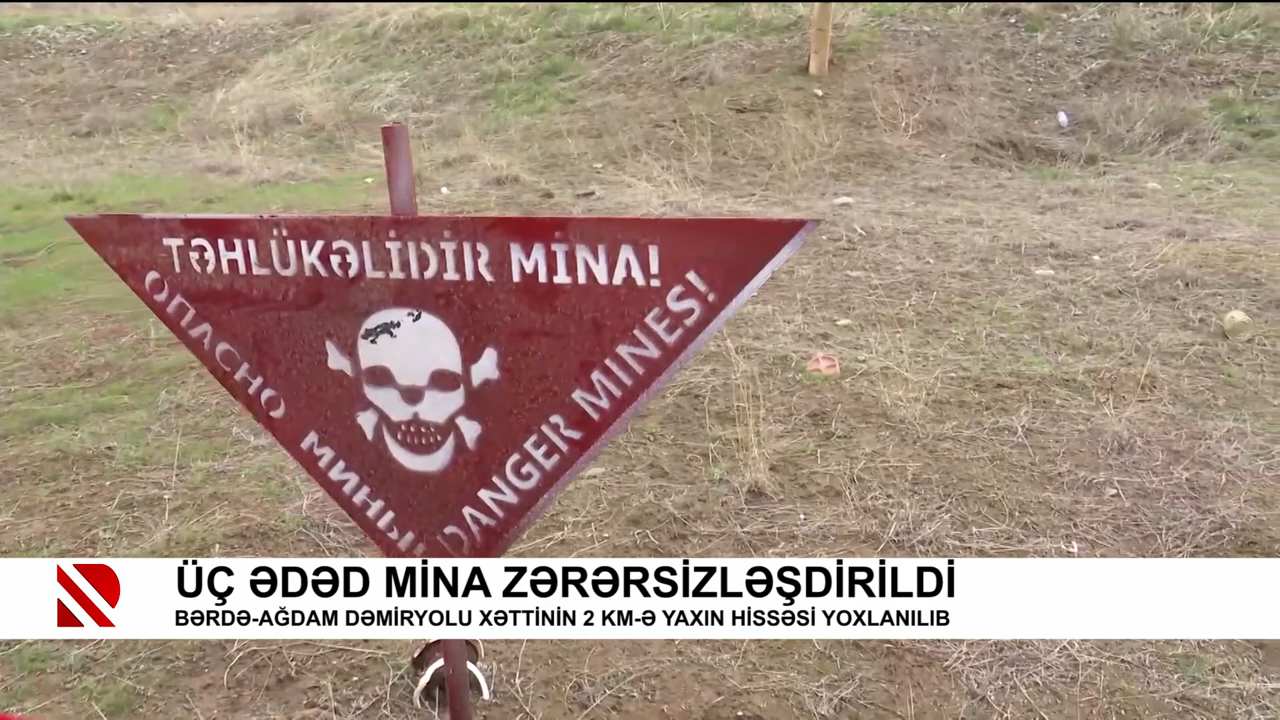 TƏHLÜKƏLİDİR MİNA!
ОПАСНО МИНЫ
DANGER MINES!
ÜÇ ƏDƏD MİNA ZƏRƏRSİZLƏŞDİRİLDİ
BƏRDƏ-AĞDAM DƏMİRYOLU XƏTTİNİN 2 KM-Ə YAXIN HİSSƏSİ YOXLANILIB